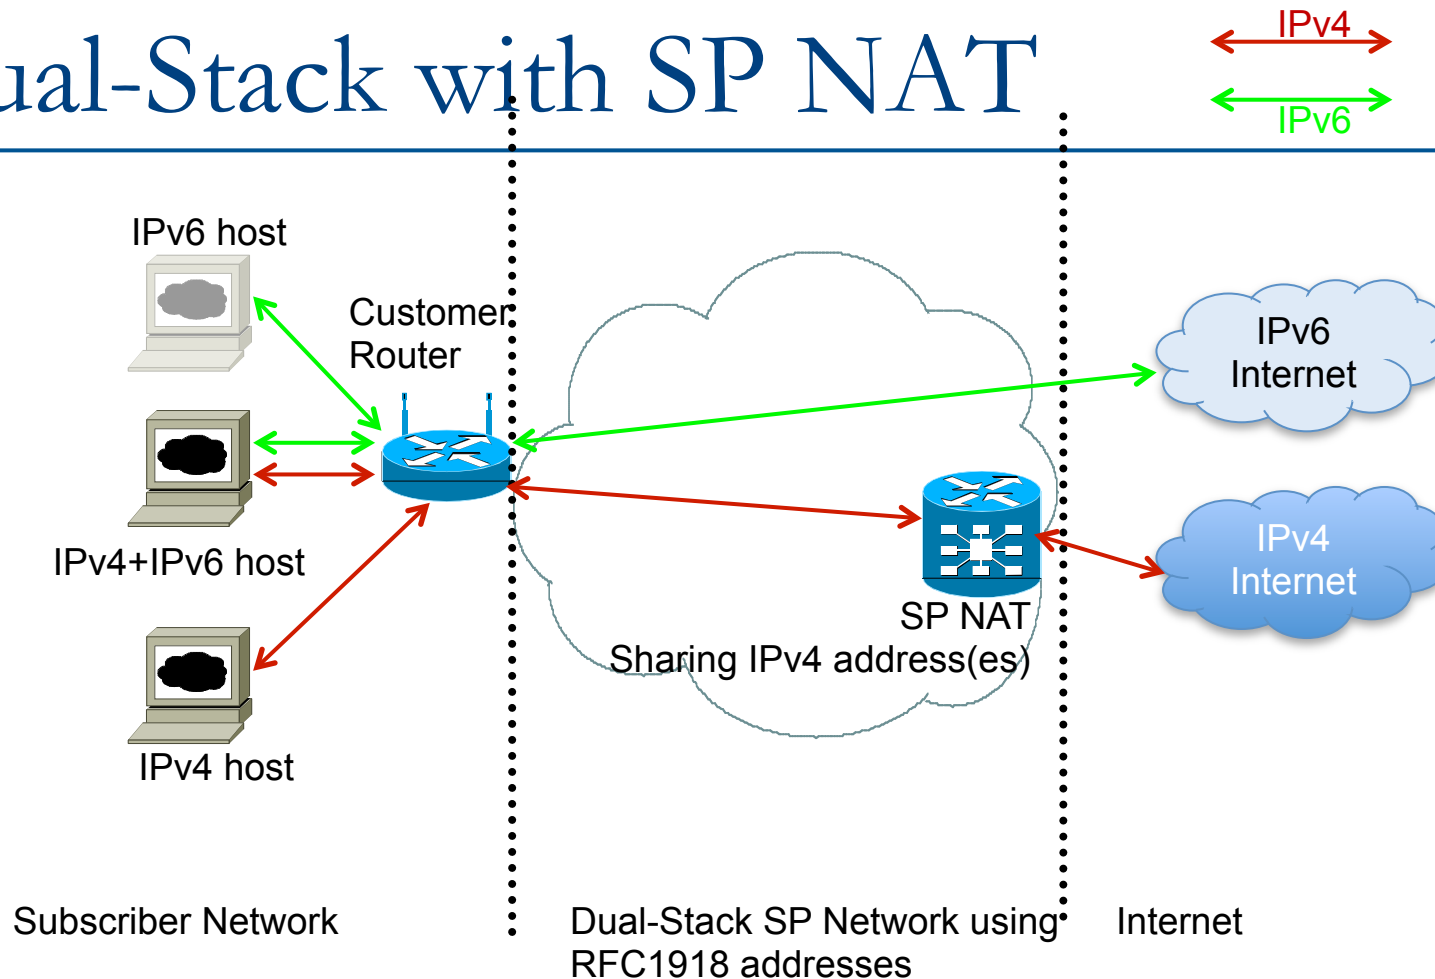 ual-Stack with SP NAT
IPv4
IPv6
IPv6 host
Customer
Router
IPv4+IPv6 host
IPv4 host
SP NAT
Sharing IPv4 address(es)
IPv6
Internet
IPv4
Internet
Subscriber Network
Dual-Stack SP Network using
RFC1918 addresses
Internet